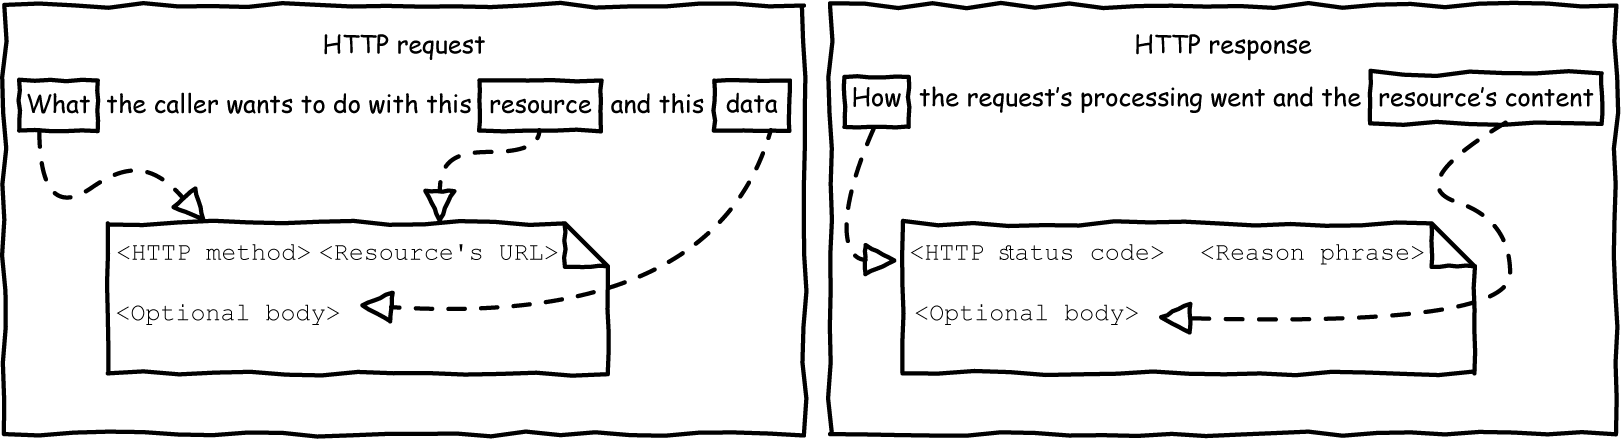 HTTP request
What the caller wants to do with this resource and this data
<HTTP method> <Resource's URL>
<Optional body>
HTTP response
How the request's processing went and the resource's content
<HTTP status code> <Reason phrase>
<Optional body>